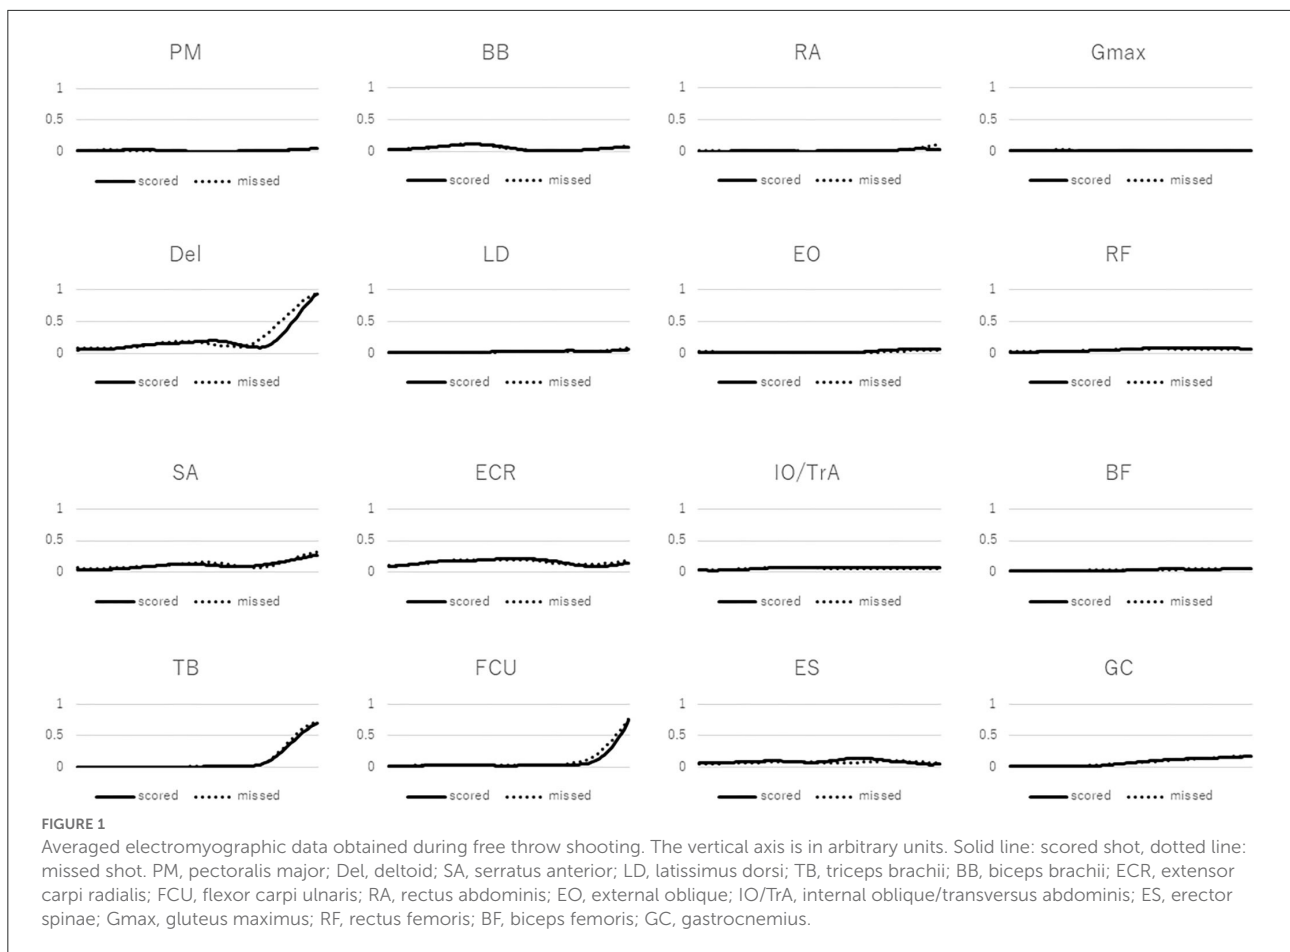 PM
BB
RA
Gmax
1
0.5
0
scored missed
1
0.5
0
scored missed
1
0.5
0
scored missed
1
0.5
0
scored missed
Del
LD
EO
RF
1
0.5
0
scored missed
1
0.5
0
scored missed
1
0.5
0
scored missed
1
0.5
0
scored missed
SA
ECR
IO/TrA
BF
1
0.5
0
scored missed
1
0.5
0
scored missed
1
0.5
0
scored missed
1
0.5
0
scored missed
TB
FCU
ES
GC
1
0.5
0
scored missed
1
0.5
0
scored missed
1
0.5
0
scored missed
1
0.5
0
scored missed
FIGURE 1
Averaged electromyographic data obtained during free throw shooting. The vertical axis is in arbitrary units. Solid line: scored shot, dotted line:
missed shot. PM, pectoralis major; Del, deltoid; SA, serratus anterior; LD, latissimus dorsi; TB, triceps brachii; BB, biceps brachii; ECR, extensor
carpi radialis; FCU, flexor carpi ulnaris; RA, rectus abdominis; EO, external oblique; IO/TrA, internal oblique/transversus abdominis; ES, erector
spinae; Gmax, gluteus maximus; RF, rectus femoris; BF, biceps femoris; GC, gastrocnemius.